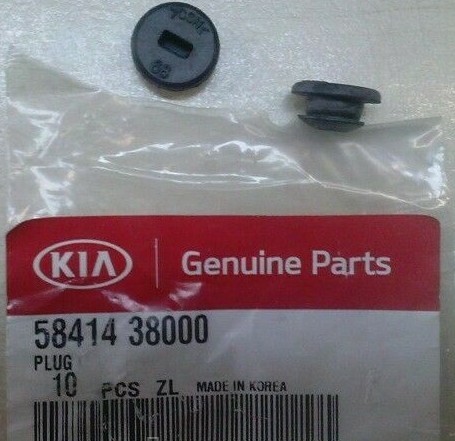 KIA
Genuine Parts
58414 38000
PLUG
10 PCS ZL MADE IN KOREA